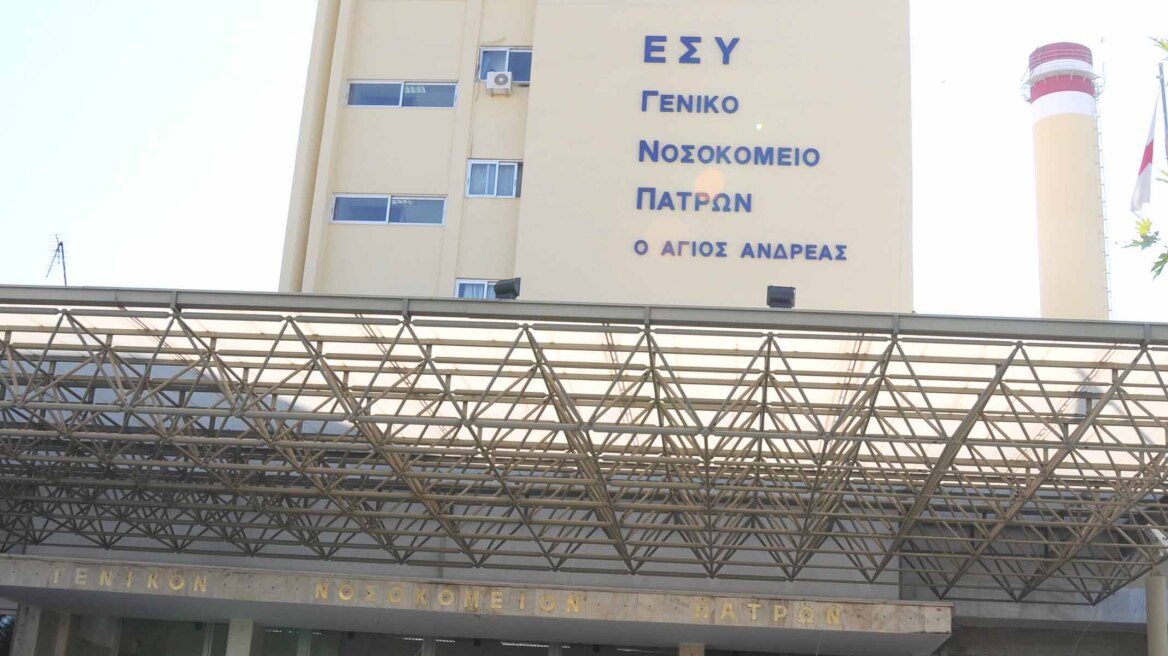 ΕΣΥ
ΓΕΝΙΚΟ
ΝΟΣΟΚΟΜΕΙΟ
ΠΑΤΡΩΝ
Ο ΑΓΙΟΣ ΑΝΔΡΕΑΣ
ΓΕΝΙΚΟΝ ΝΟΣΟΚΟΜΕΙΟΝ ΠΑΤΡΩΝ